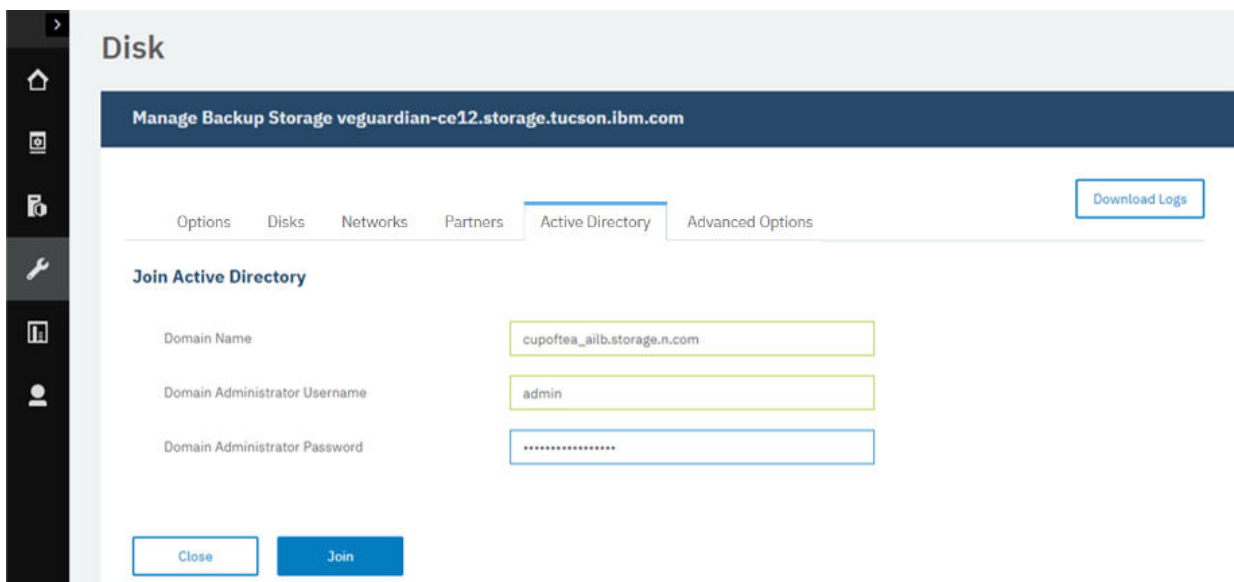 Disk
Manage Backup Storage veguardian-ce12.storage.tucson.ibm.com
Download Logs
Options Disks Networks Partners Active Directory Advanced Options
Join Active Directory
Domain Name cupoftea_ailb.storage.n.com
Domain Administrator Username admin
Domain Administrator Password •••••••••••••••••
Close Join